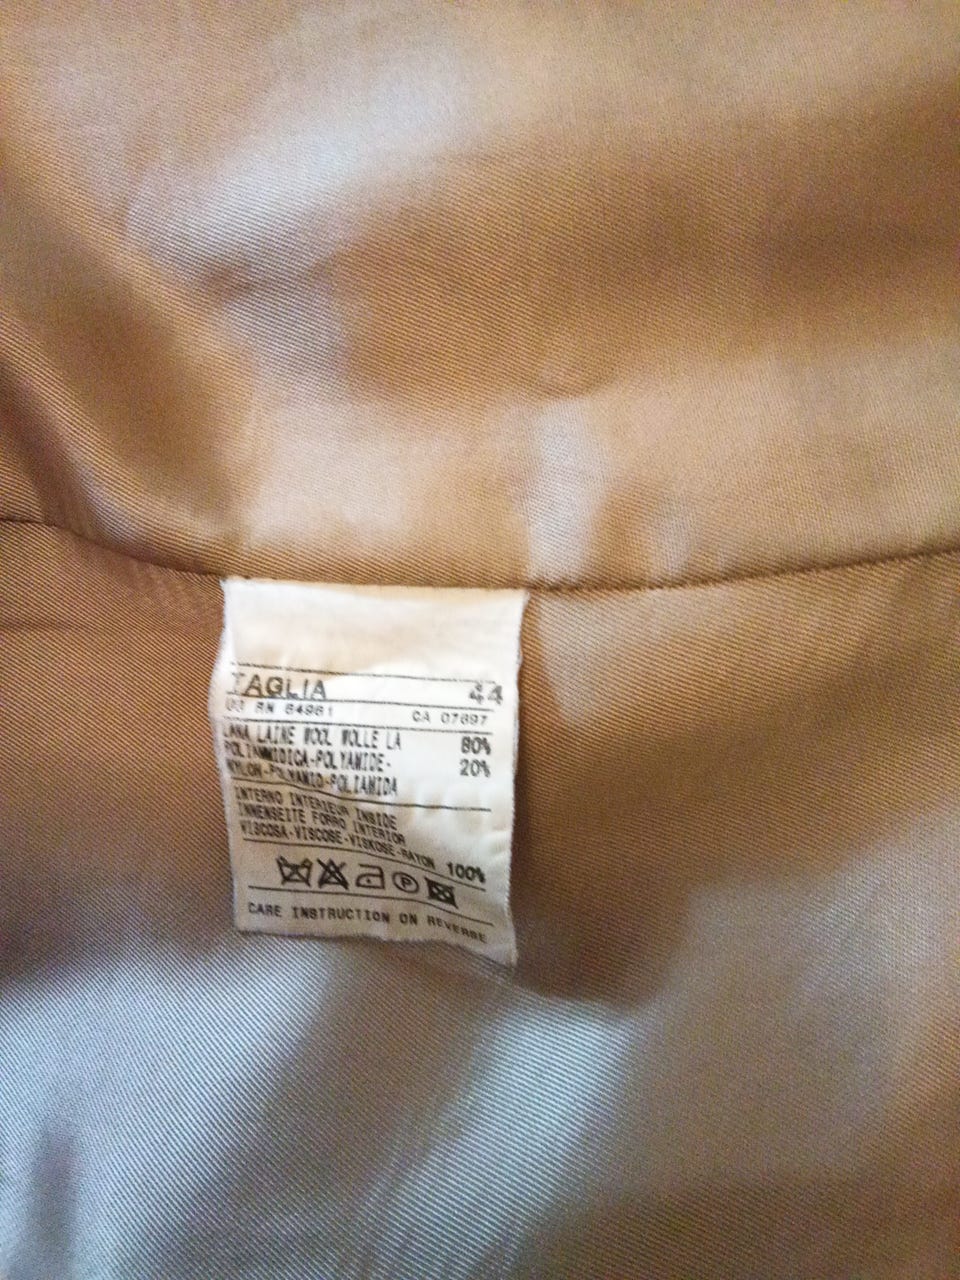 TAGLIA 44
US RN 64961 CA 07697
LANA LAINE WOOL WOLLE LA 80%
POLIAMMIDICA-POLYAMIDE- 20%
NYLON-POLYAMID-POLIAMIDA
INTERNO INTERIEUR INSIDE
INNENSEITE FORRO INTERIOR
VISCOSA-VISCOSE-VISKOSE-RAYON 100%
P
CARE INSTRUCTION ON REVERSE